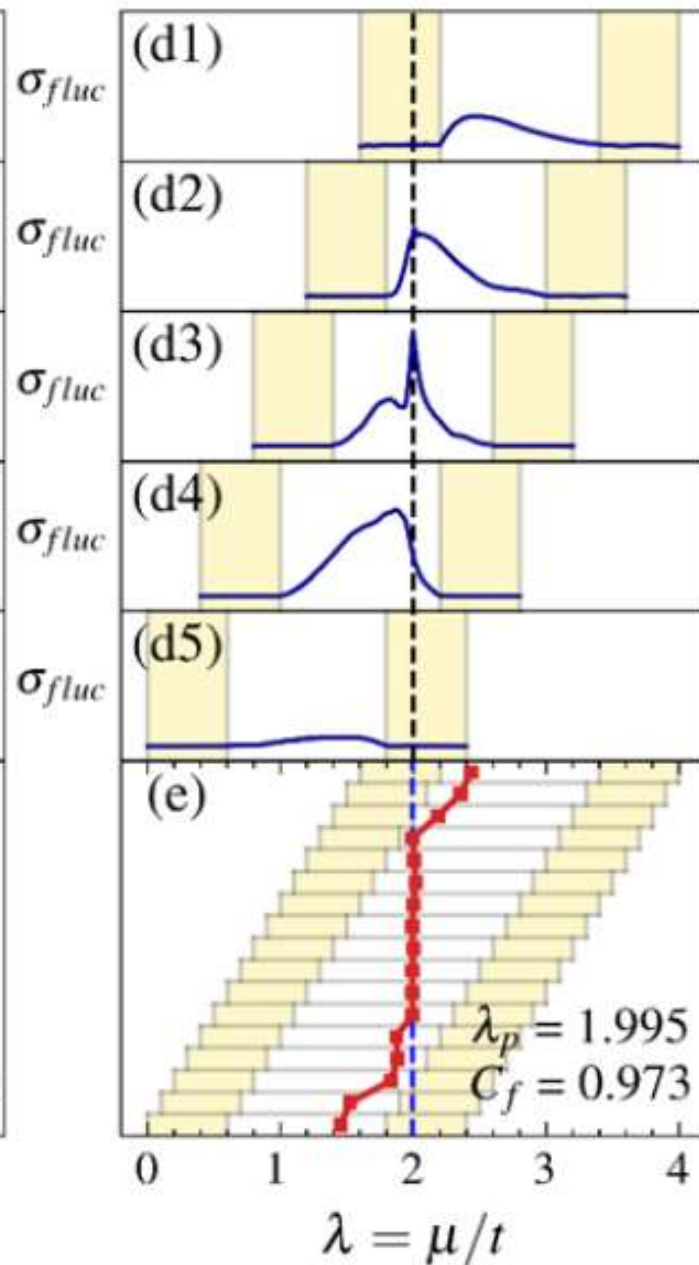 (d1)
σ_fluc
(d2)
σ_fluc
(d3)
σ_fluc
(d4)
σ_fluc
(d5)
σ_fluc
(e)
λ_p = 1.995
C_f = 0.973
0 1 2 3 4
λ = μ/t